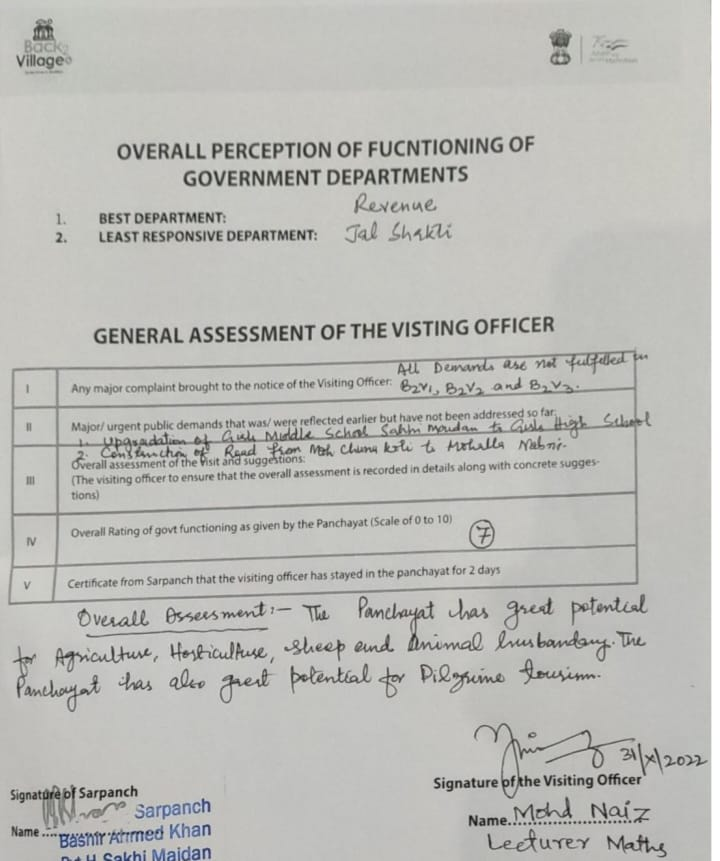 Back2
Village
OVERALL PERCEPTION OF FUCNTIONING OF
GOVERNMENT DEPARTMENTS
1. BEST DEPARTMENT: Revenue
2. LEAST RESPONSIVE DEPARTMENT: Jal Shakti
GENERAL ASSESSMENT OF THE VISTING OFFICER
I Any major complaint brought to the notice of the Visiting Officer: All Demands are not fulfilled in
B2V1, B2V2 and B2V3.
II Major/ urgent public demands that was/ were reflected earlier but have not been addressed so far:
1. Upgradation of Girls Middle School Sakhi Maidan to Girls High School
2. Construction of Road from Moh Chuna Koli to Mohalla
III Overall assessment of the visit and suggestions:
(The visiting officer to ensure that the overall assessment is recorded in details along with concrete sugges-
tions)
IV Overall Rating of govt functioning as given by the Panchayat (Scale of 0 to 10) 7
V Certificate from Sarpanch that the visiting officer has stayed in the panchayat for 2 days
Overall Assessment:- The Panchayat has great potential
for Agriculture, Horticulture, sheep and Animal husbandary. The
Panchayat has also great potential for Pilgrime tourism.
31/X/2022
Signature of the Visiting Officer
Name Mohd Naiz
Lecturer Maths
Signature of Sarpanch
Sarpanch
Name .... Bashir Ahmed Khan
Sakhi Maidan